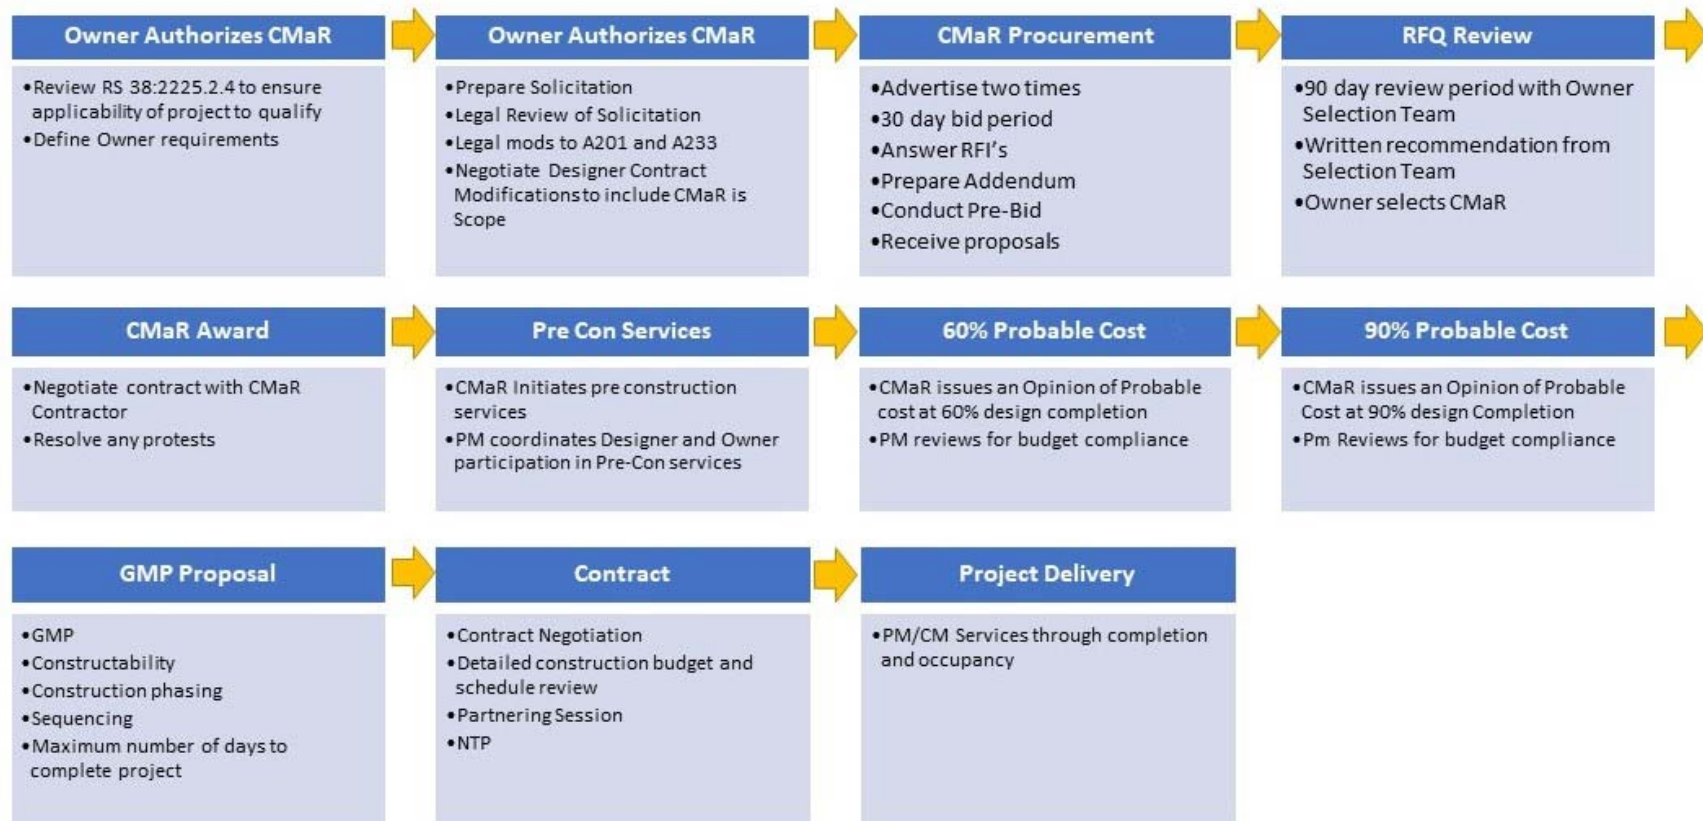 Owner Authorizes CMaR
•Review RS 38:2225.2.4 to ensure
applicability of project to qualify
•Define Owner requirements
Owner Authorizes CMaR
•Prepare Solicitation
•Legal Review of Solicitation
•Legal mods to A201 and A233
•Negotiate Designer Contract
Modifications to include CMaR is
Scope
CMaR Procurement
•Advertise two times
•30 day bid period
•Answer RFI's
•Prepare Addendum
•Conduct Pre-Bid
•Receive proposals
RFQ Review
•90 day review period with Owner
Selection Team
•Written recommendation from
Selection Team
•Owner selects CMaR
CMaR Award
•Negotiate contract with CMaR
Contractor
•Resolve any protests
Pre Con Services
•CMaR Initiates pre construction
services
•PM coordinates Designer and Owner
participation in Pre-Con services
60% Probable Cost
•CMaR issues an Opinion of Probable
cost at 60% design completion
•PM reviews for budget compliance
90% Probable Cost
•CMaR issues an Opinion of Probable
Cost at 90% design Completion
•Pm Reviews for budget compliance
GMP Proposal
•GMP
•Constructability
•Construction phasing
•Sequencing
•Maximum number of days to
complete project
Contract
•Contract Negotiation
•Detailed construction budget and
schedule review
•Partnering Session
•NTP
Project Delivery
•PM/CM Services through completion
and occupancy